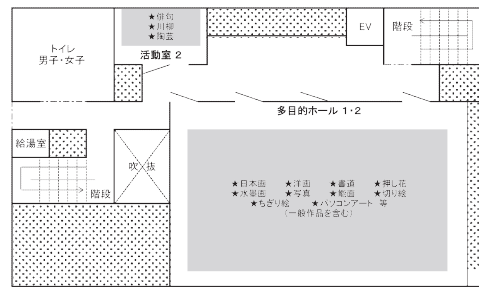 ★俳句
★川柳
★陶芸
活動室 2
トイレ
男子・女子
EV
階段
多目的ホール 1・2
給湯室
吹 抜
階段
★日本画 ★洋画 ★書道 ★押し花
★水墨画 ★写真 ★絵画 ★切り絵
★ちぎり絵 ★パソコンアート 等
(一般作品を含む)